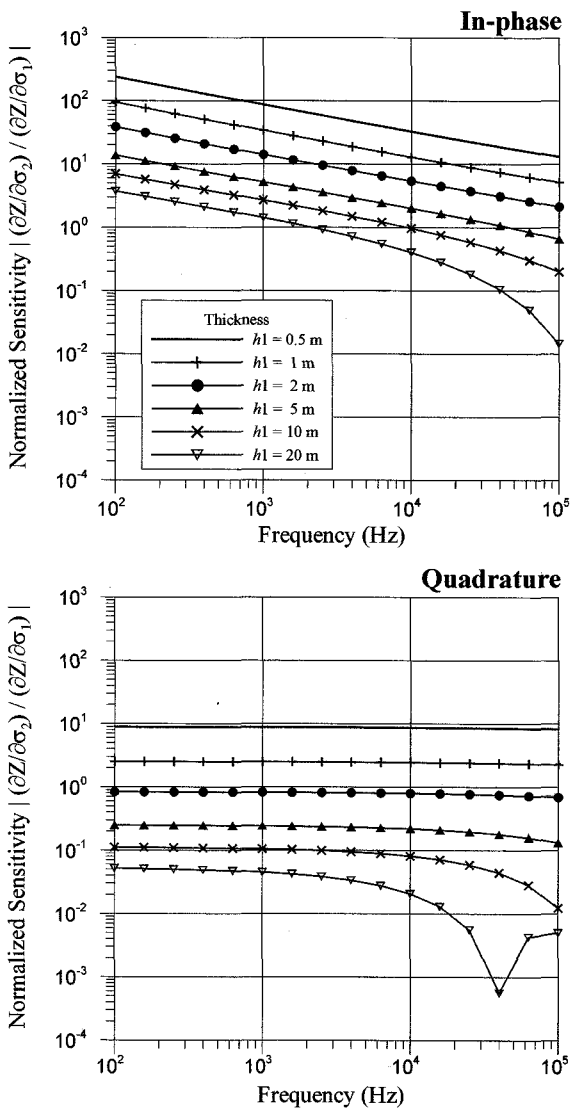 In-phase
10³
10²
10¹
10⁰
10⁻¹
10⁻²
10⁻³
10⁻⁴
Normalized Sensitivity | (∂Z/∂σ₂) / (∂Z/∂σ₁) |
Thickness
h1 = 0.5 m
h1 = 1 m
h1 = 2 m
h1 = 5 m
h1 = 10 m
h1 = 20 m
10² 10³ 10⁴ 10⁵
Frequency (Hz)
Quadrature
10³
10²
10¹
10⁰
10⁻¹
10⁻²
10⁻³
10⁻⁴
Normalized Sensitivity | (∂Z/∂σ₂) / (∂Z/∂σ₁) |
10² 10³ 10⁴ 10⁵
Frequency (Hz)